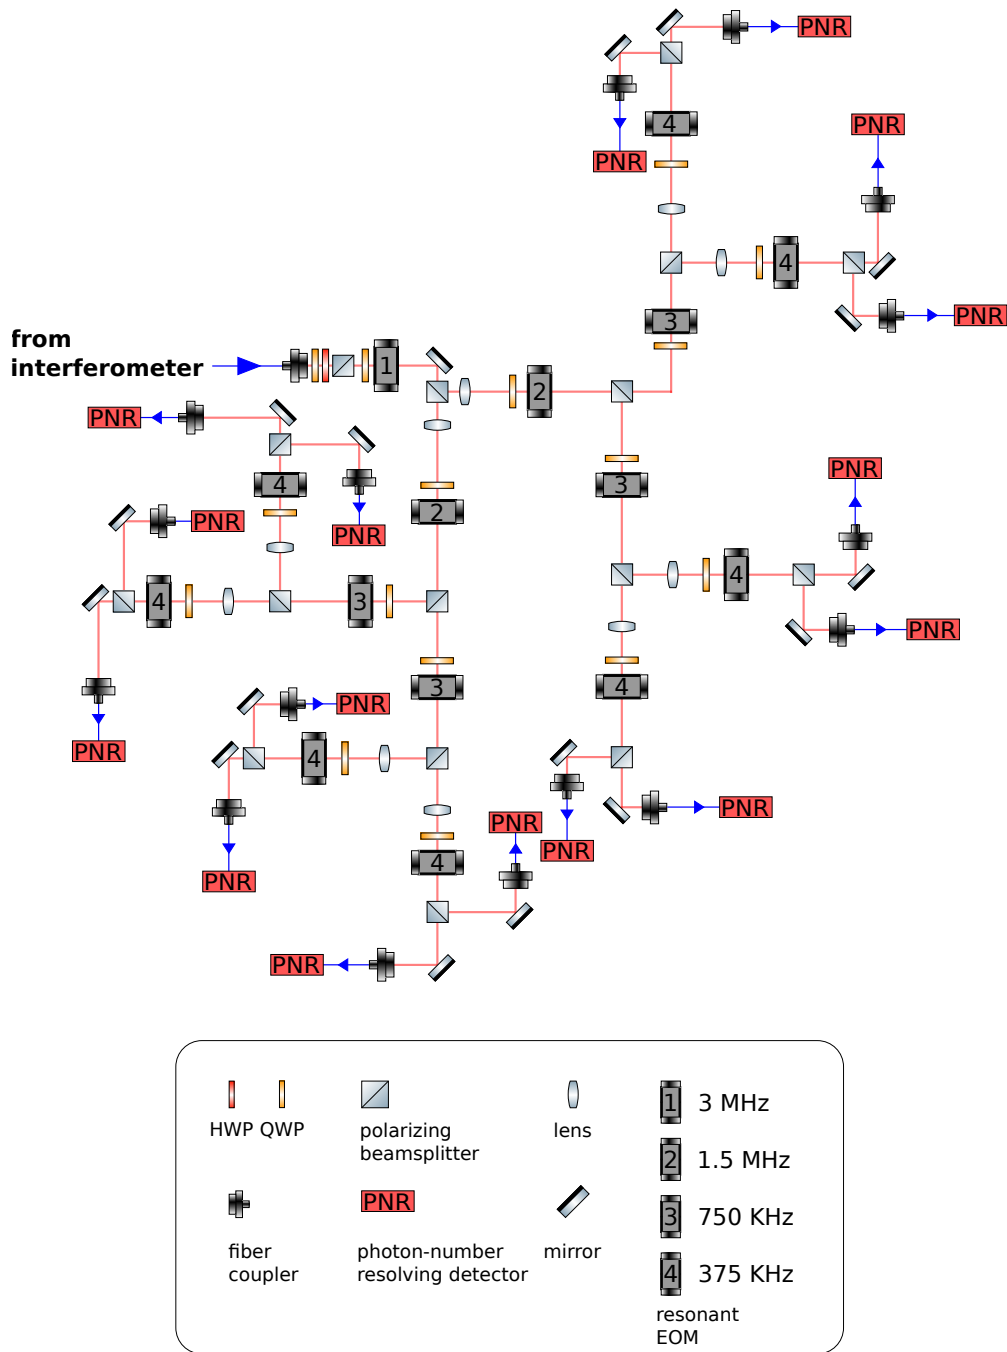 PNR
4
PNR
PNR
4
PNR
3
from
interferometer
1
2
PNR
4
PNR
2
3
PNR
PNR
PNR
4
3
4
PNR
3
4
PNR
4
PNR
4
PNR
PNR
PNR
4
PNR
PNR
1
3 MHz
HWP QWP
polarizing
beamsplitter
lens
2
1.5 MHz
PNR
3
750 KHz
fiber
coupler
photon-number
resolving detector
mirror
4
375 KHz
resonant
EOM